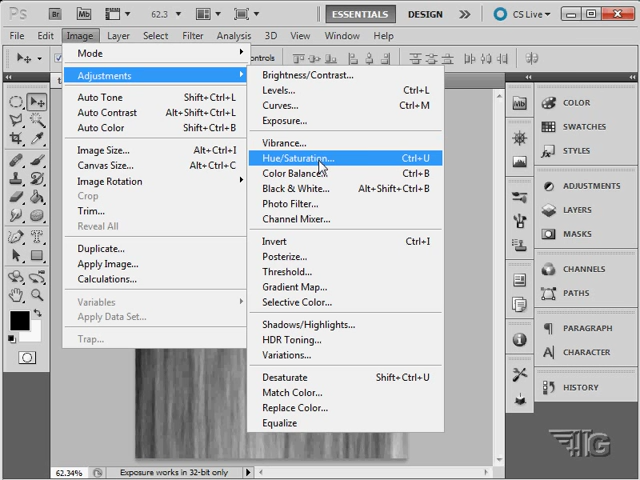 Ps Br Mb 62.3 ESSENTIALS DESIGN >> CS Live
File Edit Image Layer Select Filter Analysis 3D View Window Help
Mode
Adjustments
Auto Tone Shift+Ctrl+L
Auto Contrast Alt+Shift+Ctrl+L
Auto Color Shift+Ctrl+B
Image Size... Alt+Ctrl+I
Canvas Size... Alt+Ctrl+C
Image Rotation
Crop
Trim...
Reveal All
Duplicate...
Apply Image...
Calculations...
Variables
Apply Data Set...
Trap...
Brightness/Contrast...
Levels... Ctrl+L
Curves... Ctrl+M
Exposure...
Vibrance...
Hue/Saturation... Ctrl+U
Color Balance... Ctrl+B
Black & White... Alt+Shift+Ctrl+B
Photo Filter...
Channel Mixer...
Invert Ctrl+I
Posterize...
Threshold...
Gradient Map...
Selective Color...
Shadows/Highlights...
HDR Toning...
Variations...
Desaturate Shift+Ctrl+U
Match Color...
Replace Color...
Equalize
Mb
COLOR
SWATCHES
STYLES
ADJUSTMENTS
LAYERS
MASKS
CHANNELS
PATHS
PARAGRAPH
CHARACTER
HISTORY
62.34% Exposure works in 32-bit only